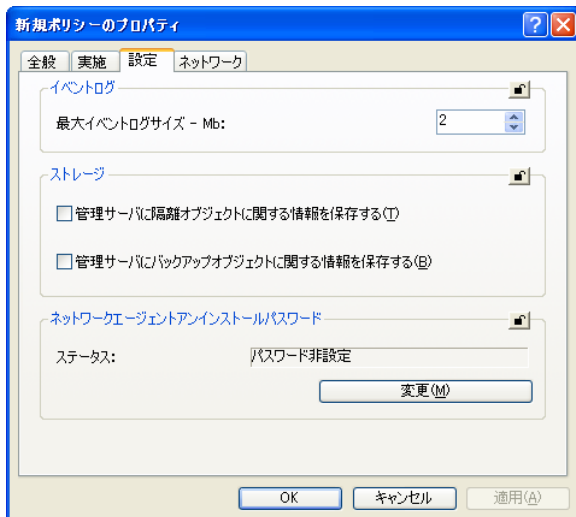 新規ポリシーのプロパティ
全般 実施 設定 ネットワーク
イベントログ
最大イベントログサイズ - Mb: 2
ストレージ
管理サーバに隔離オブジェクトに関する情報を保存する(T)
管理サーバにバックアップオブジェクトに関する情報を保存する(B)
ネットワークエージェントアンインストールパスワード
ステータス: パスワード非設定
変更(M)
OK キャンセル 適用(A)